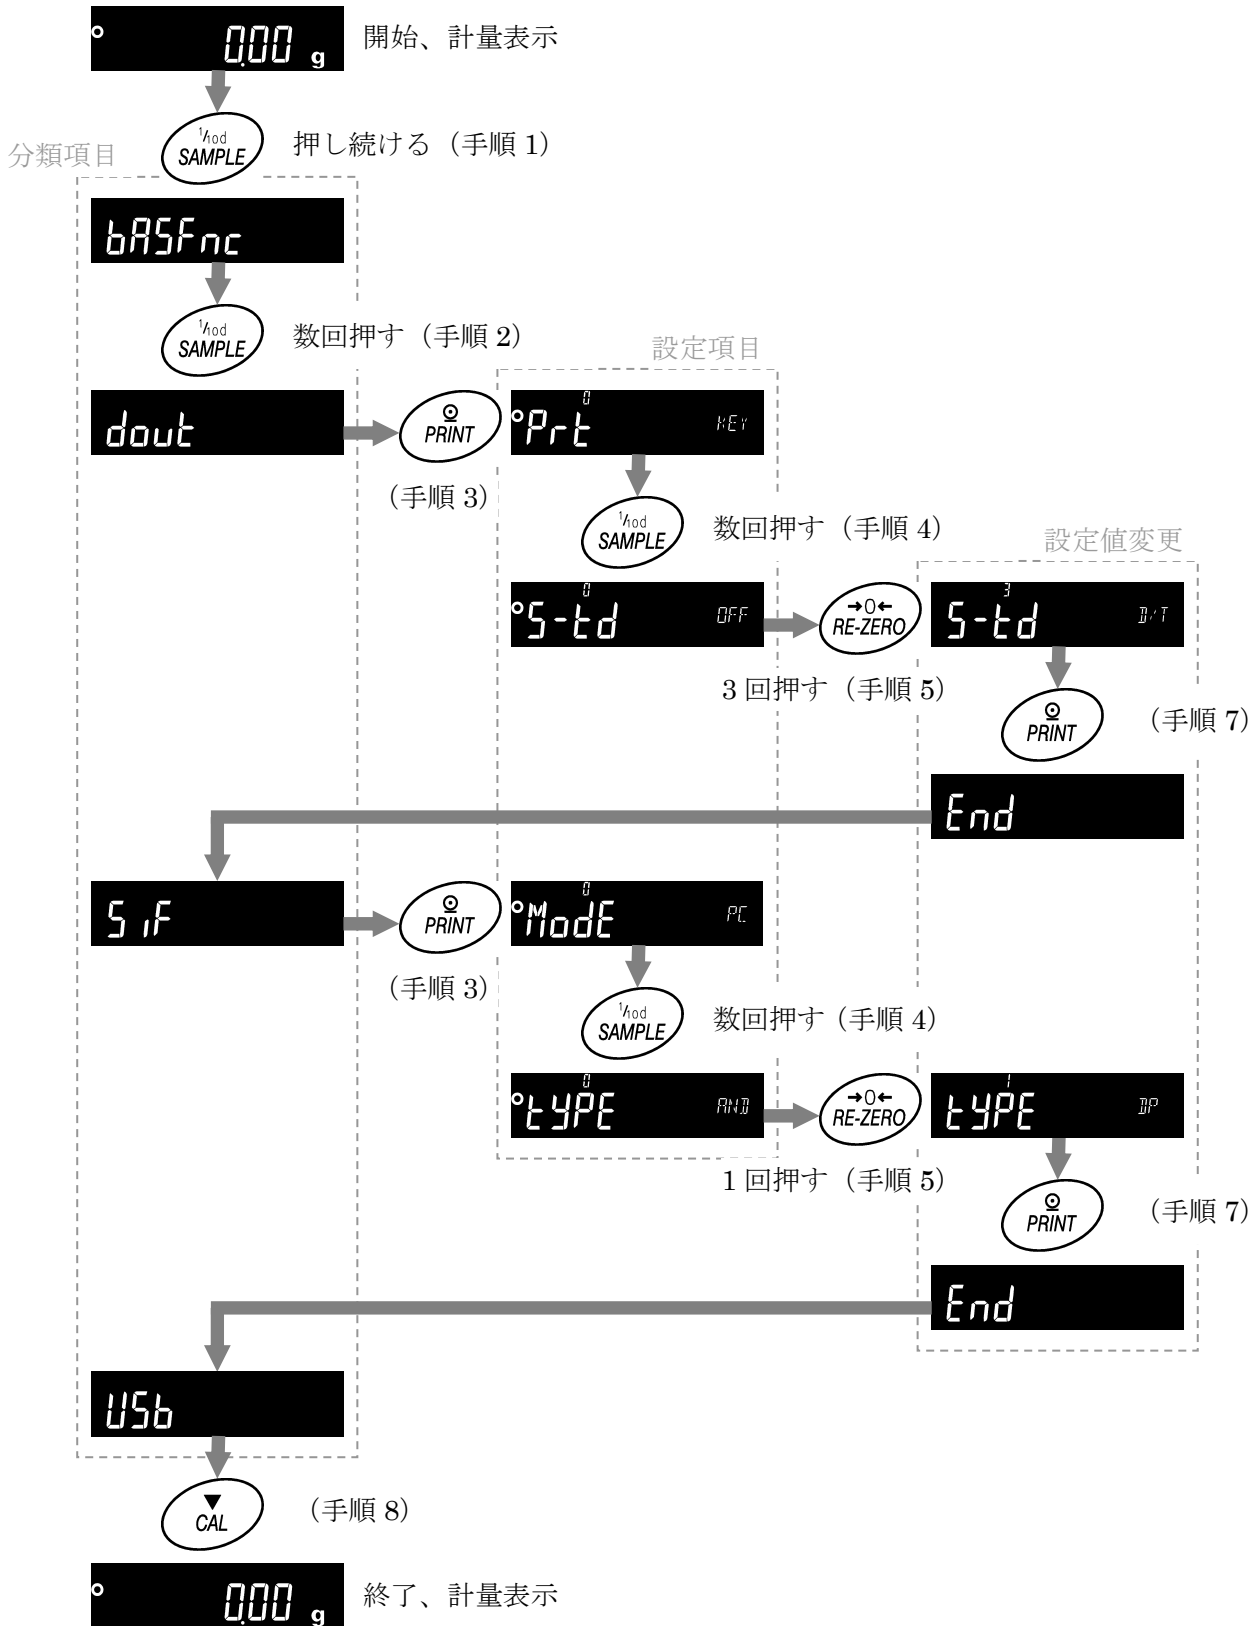 0.00 g 開始、計量表示
1/10d
SAMPLE
押し続ける（手順 1）
分類項目
bASFnc
1/10d
SAMPLE
数回押す（手順 2）
設定項目
dout
PRINT
（手順 3）
0
Prt KEY
1/10d
SAMPLE
数回押す（手順 4）
設定値変更
0
S-td OFF
→0←
RE-ZERO
3 回押す（手順 5）
3
S-td D/T
PRINT
（手順 7）
End
SiF
PRINT
（手順 3）
0
ModE PC
1/10d
SAMPLE
数回押す（手順 4）
0
tYPE AND
→0←
RE-ZERO
1 回押す（手順 5）
1
tYPE DP
PRINT
（手順 7）
End
USb
CAL
（手順 8）
0.00 g 終了、計量表示